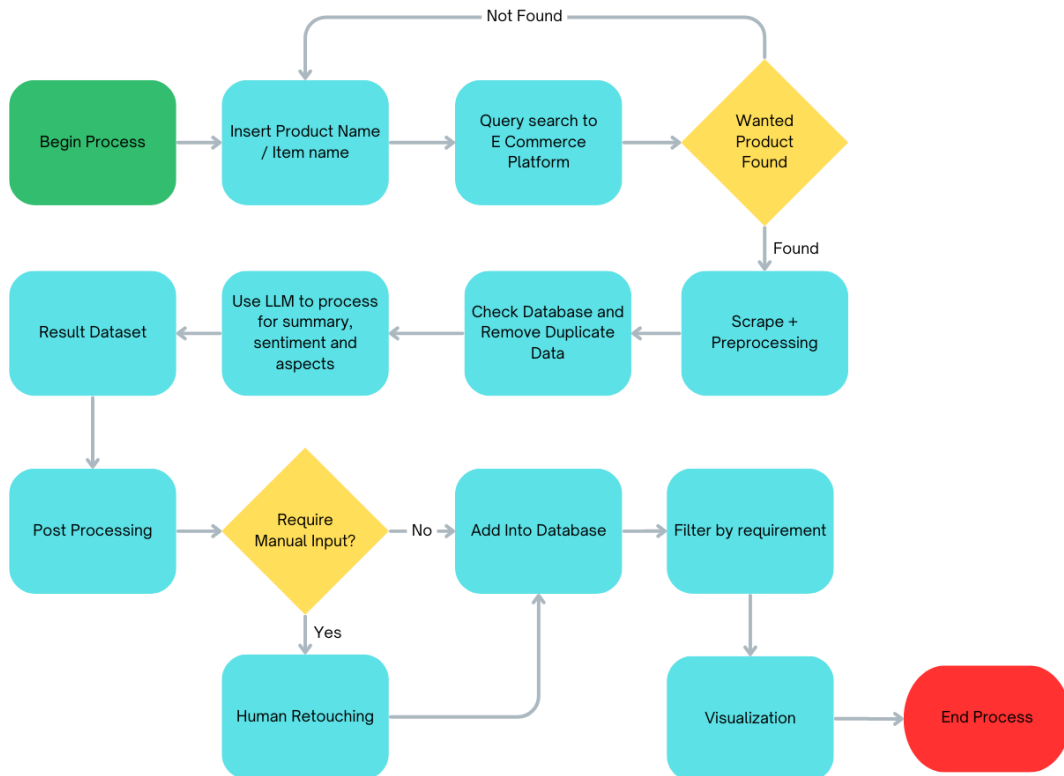 Not Found
Begin Process
Insert Product Name
/ Item name
Query search to
E Commerce
Platform
Wanted
Product
Found
Found
Result Dataset
Use LLM to process
for summary,
sentiment and
aspects
Check Database and
Remove Duplicate
Data
Scrape +
Preprocessing
Post Processing
Require
Manual Input?
No
Add Into Database
Filter by requirement
Yes
Human Retouching
Visualization
End Process